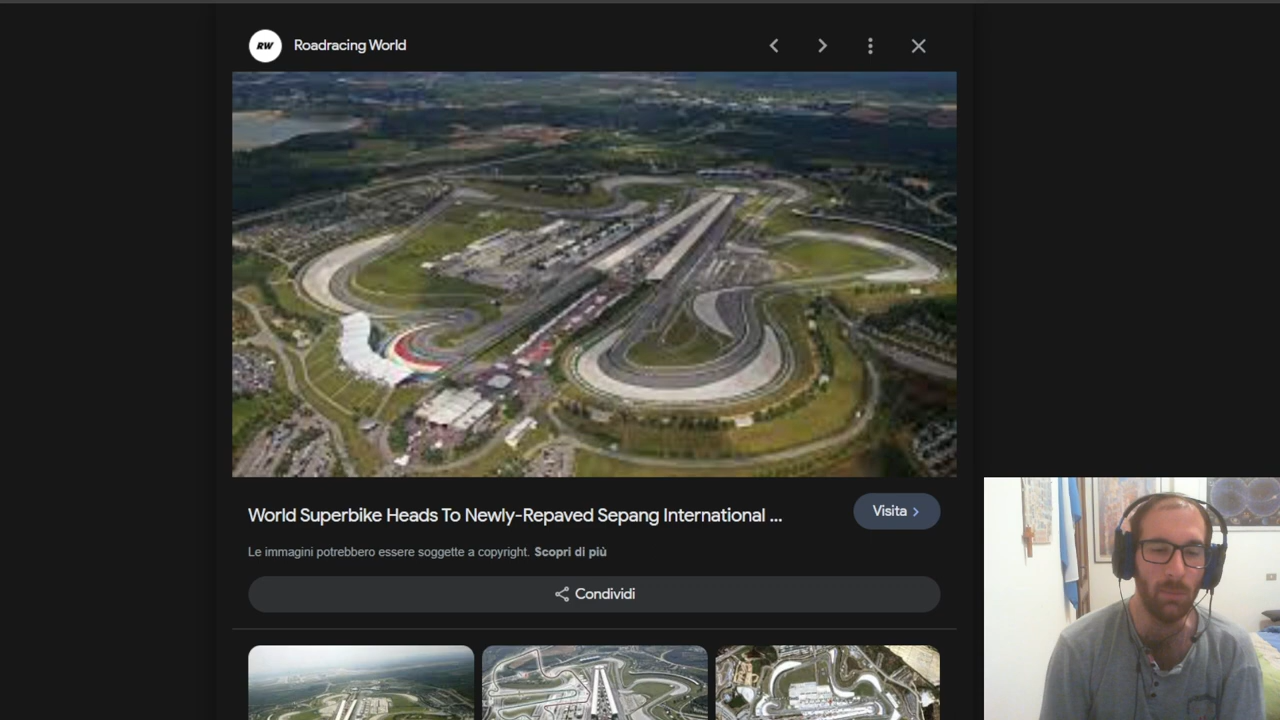 RW Roadracing World
World Superbike Heads To Newly-Repaved Sepang International ...
Visita
Le immagini potrebbero essere soggette a copyright. Scopri di più
Condividi